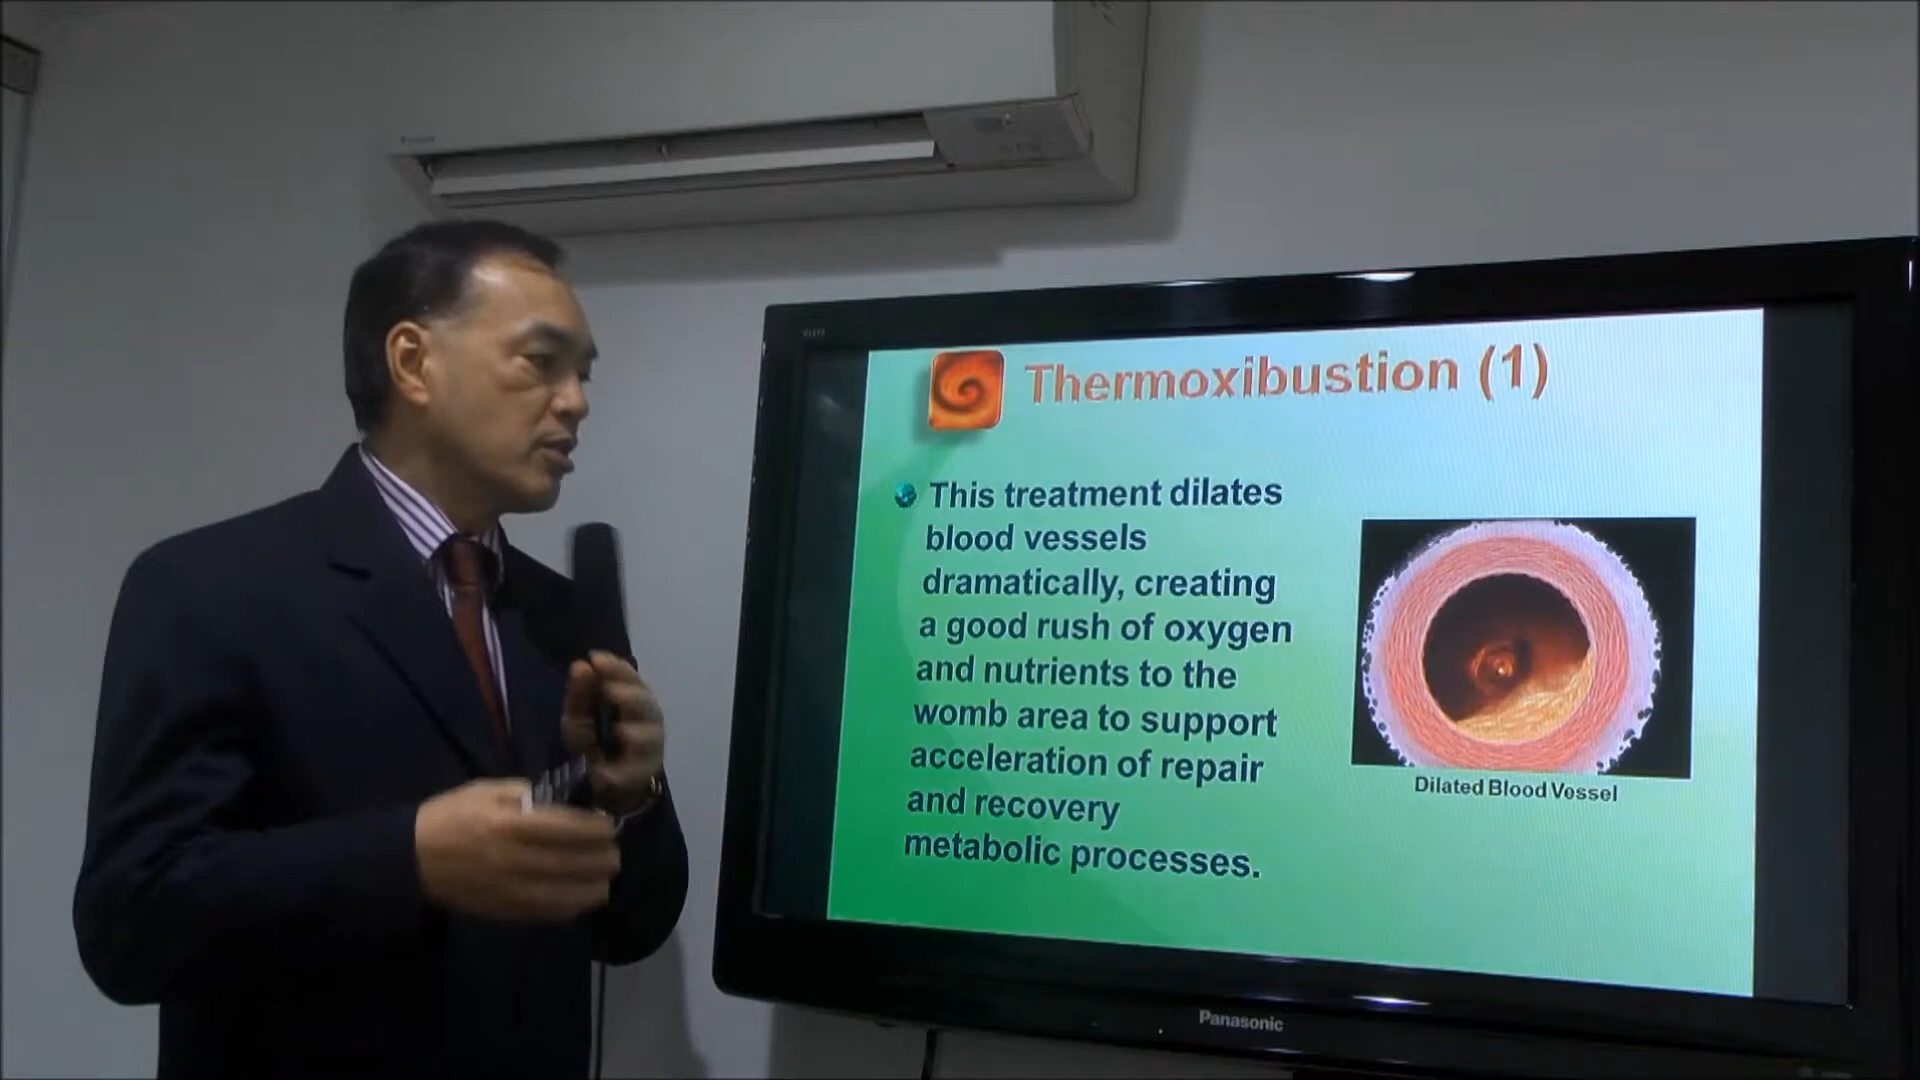 Thermoxibustion (1)
This treatment dilates
blood vessels
dramatically, creating
a good rush of oxygen
and nutrients to the
womb area to support
acceleration of repair
and recovery
metabolic processes.
Dilated Blood Vessel
Panasonic